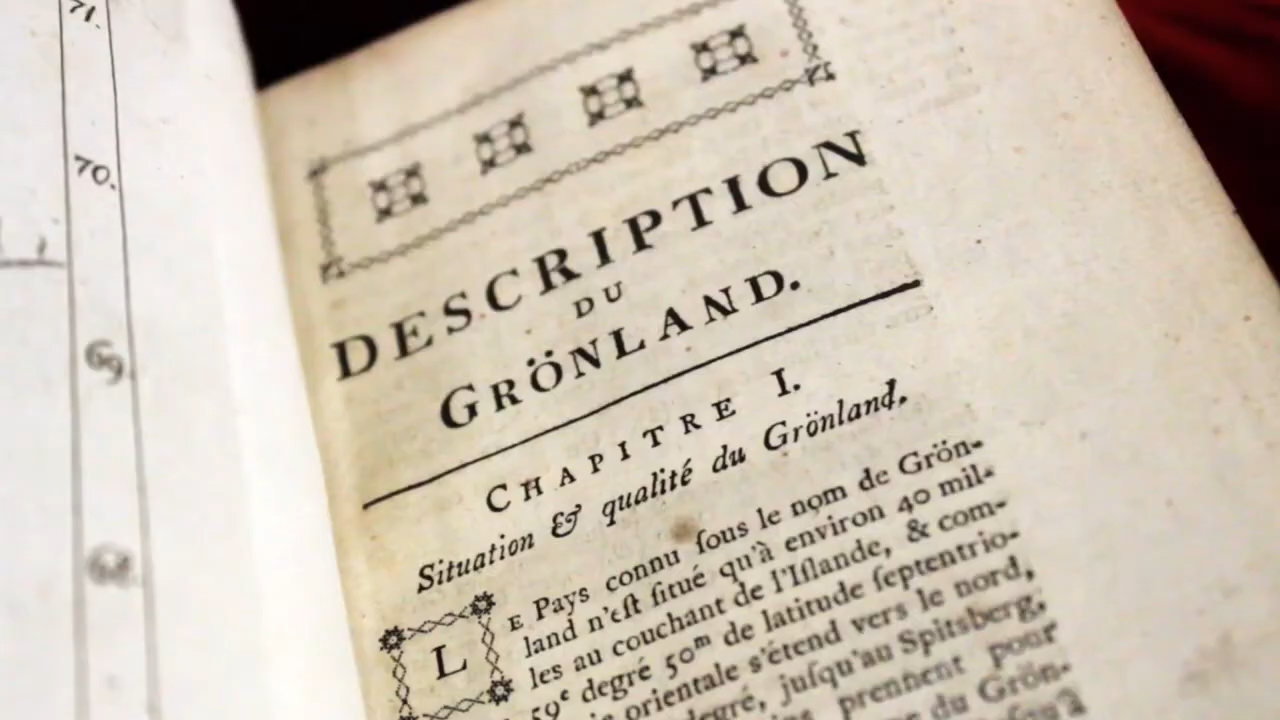 71.
70.
69.
68.
DESCRIPTION
DU
GRÖNLAND.
CHAPITRE I.
Situation & qualité du Grönland.
LE Pays connu ſous le nom de Grön-
land n'eſt ſitué qu'à environ 40 mil-
les au couchant de l'Iſlande, & com-
59e degré 50m de latitude ſeptentrio-
orientale s'étend vers le nord,
degré, juſqu'au Spitsberg,
prennent pour
du Grön-